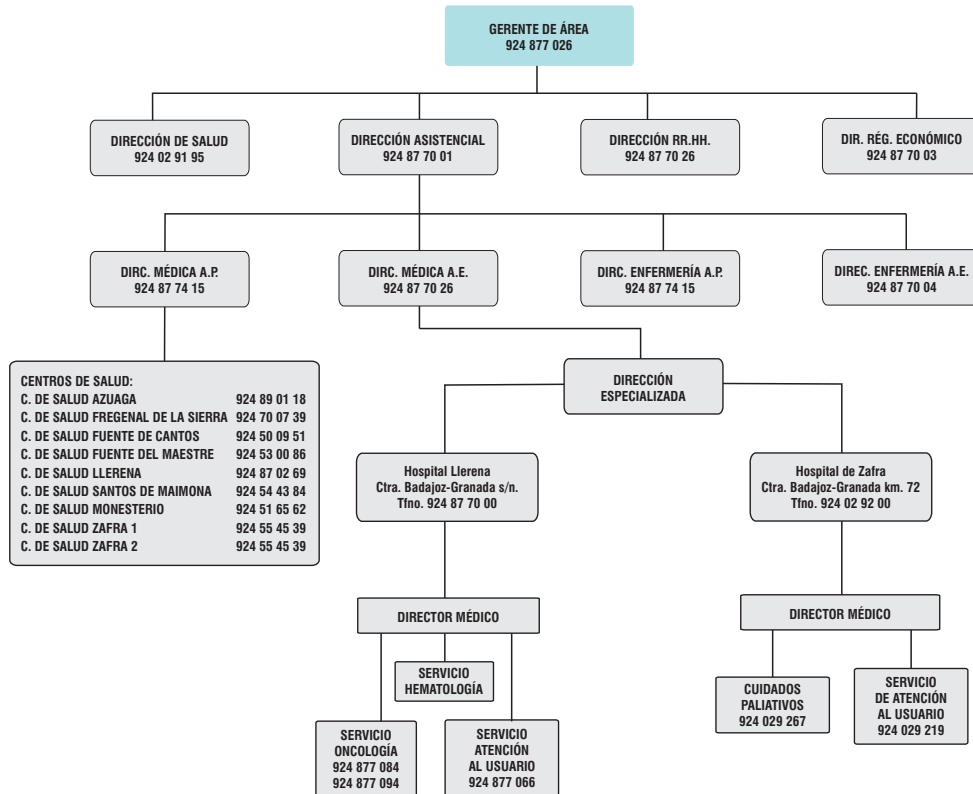 GERENTE DE ÁREA
924 877 026
DIRECCIÓN DE SALUD
924 02 91 95
DIRECCIÓN ASISTENCIAL
924 87 70 01
DIRECCIÓN RR.HH.
924 87 70 26
DIR. RÉG. ECONÓMICO
924 87 70 03
DIRC. MÉDICA A.P.
924 87 74 15
DIRC. MÉDICA A.E.
924 87 70 26
DIRC. ENFERMERÍA A.P.
924 87 74 15
DIREC. ENFERMERÍA A.E.
924 87 70 04
CENTROS DE SALUD:
C. DE SALUD AZUAGA 924 89 01 18
C. DE SALUD FREGENAL DE LA SIERRA 924 70 07 39
C. DE SALUD FUENTE DE CANTOS 924 50 09 51
C. DE SALUD FUENTE DEL MAESTRE 924 53 00 86
C. DE SALUD LLERENA 924 87 02 69
C. DE SALUD SANTOS DE MAIMONA 924 54 43 84
C. DE SALUD MONESTERIO 924 51 65 62
C. DE SALUD ZAFRA 1 924 55 45 39
C. DE SALUD ZAFRA 2 924 55 45 39
DIRECCIÓN
ESPECIALIZADA
Hospital Llerena
Ctra. Badajoz-Granada s/n.
Tfno. 924 87 70 00
Hospital de Zafra
Ctra. Badajoz-Granada km. 72
Tfno. 924 02 92 00
DIRECTOR MÉDICO
SERVICIO
HEMATOLOGÍA
SERVICIO
ONCOLOGÍA
924 877 084
924 877 094
SERVICIO
ATENCIÓN
AL USUARIO
924 877 066
DIRECTOR MÉDICO
CUIDADOS
PALIATIVOS
924 029 267
SERVICIO
DE ATENCIÓN
AL USUARIO
924 029 219